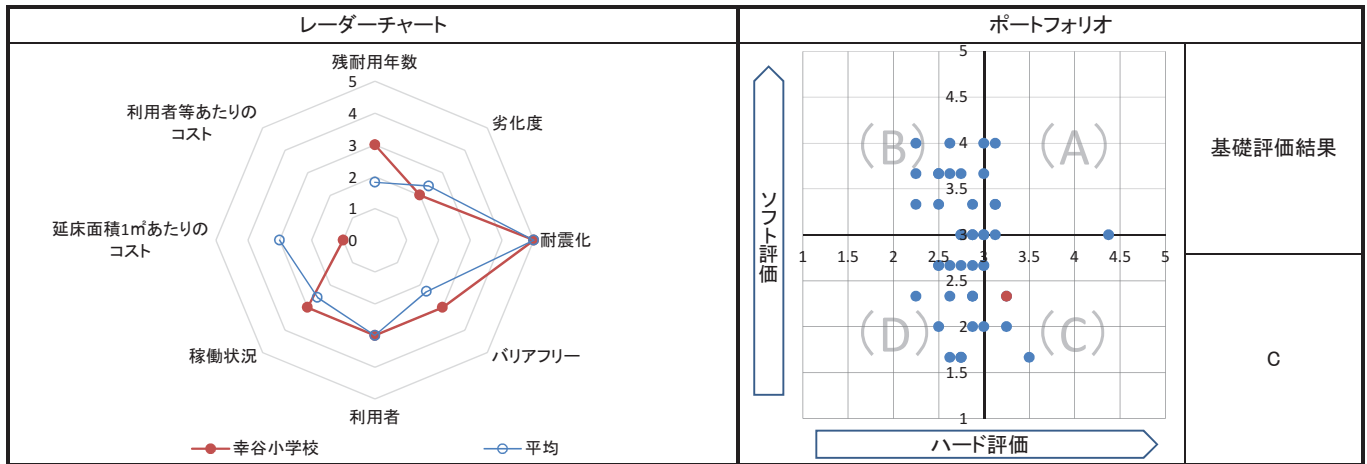 レーダーチャート
残耐用年数
5
4
3
2
1
0
劣化度
耐震化
バリアフリー
利用者
稼働状況
延床面積1㎡あたりの
コスト
利用者等あたりの
コスト
幸谷小学校
平均
ポートフォリオ
ソフト評価
5
4.5
4
3.5
3
2.5
2
1.5
1
1 1.5 2 2.5 3 3.5 4 4.5 5
(B)
(A)
(D)
(C)
ハード評価
基礎評価結果
C